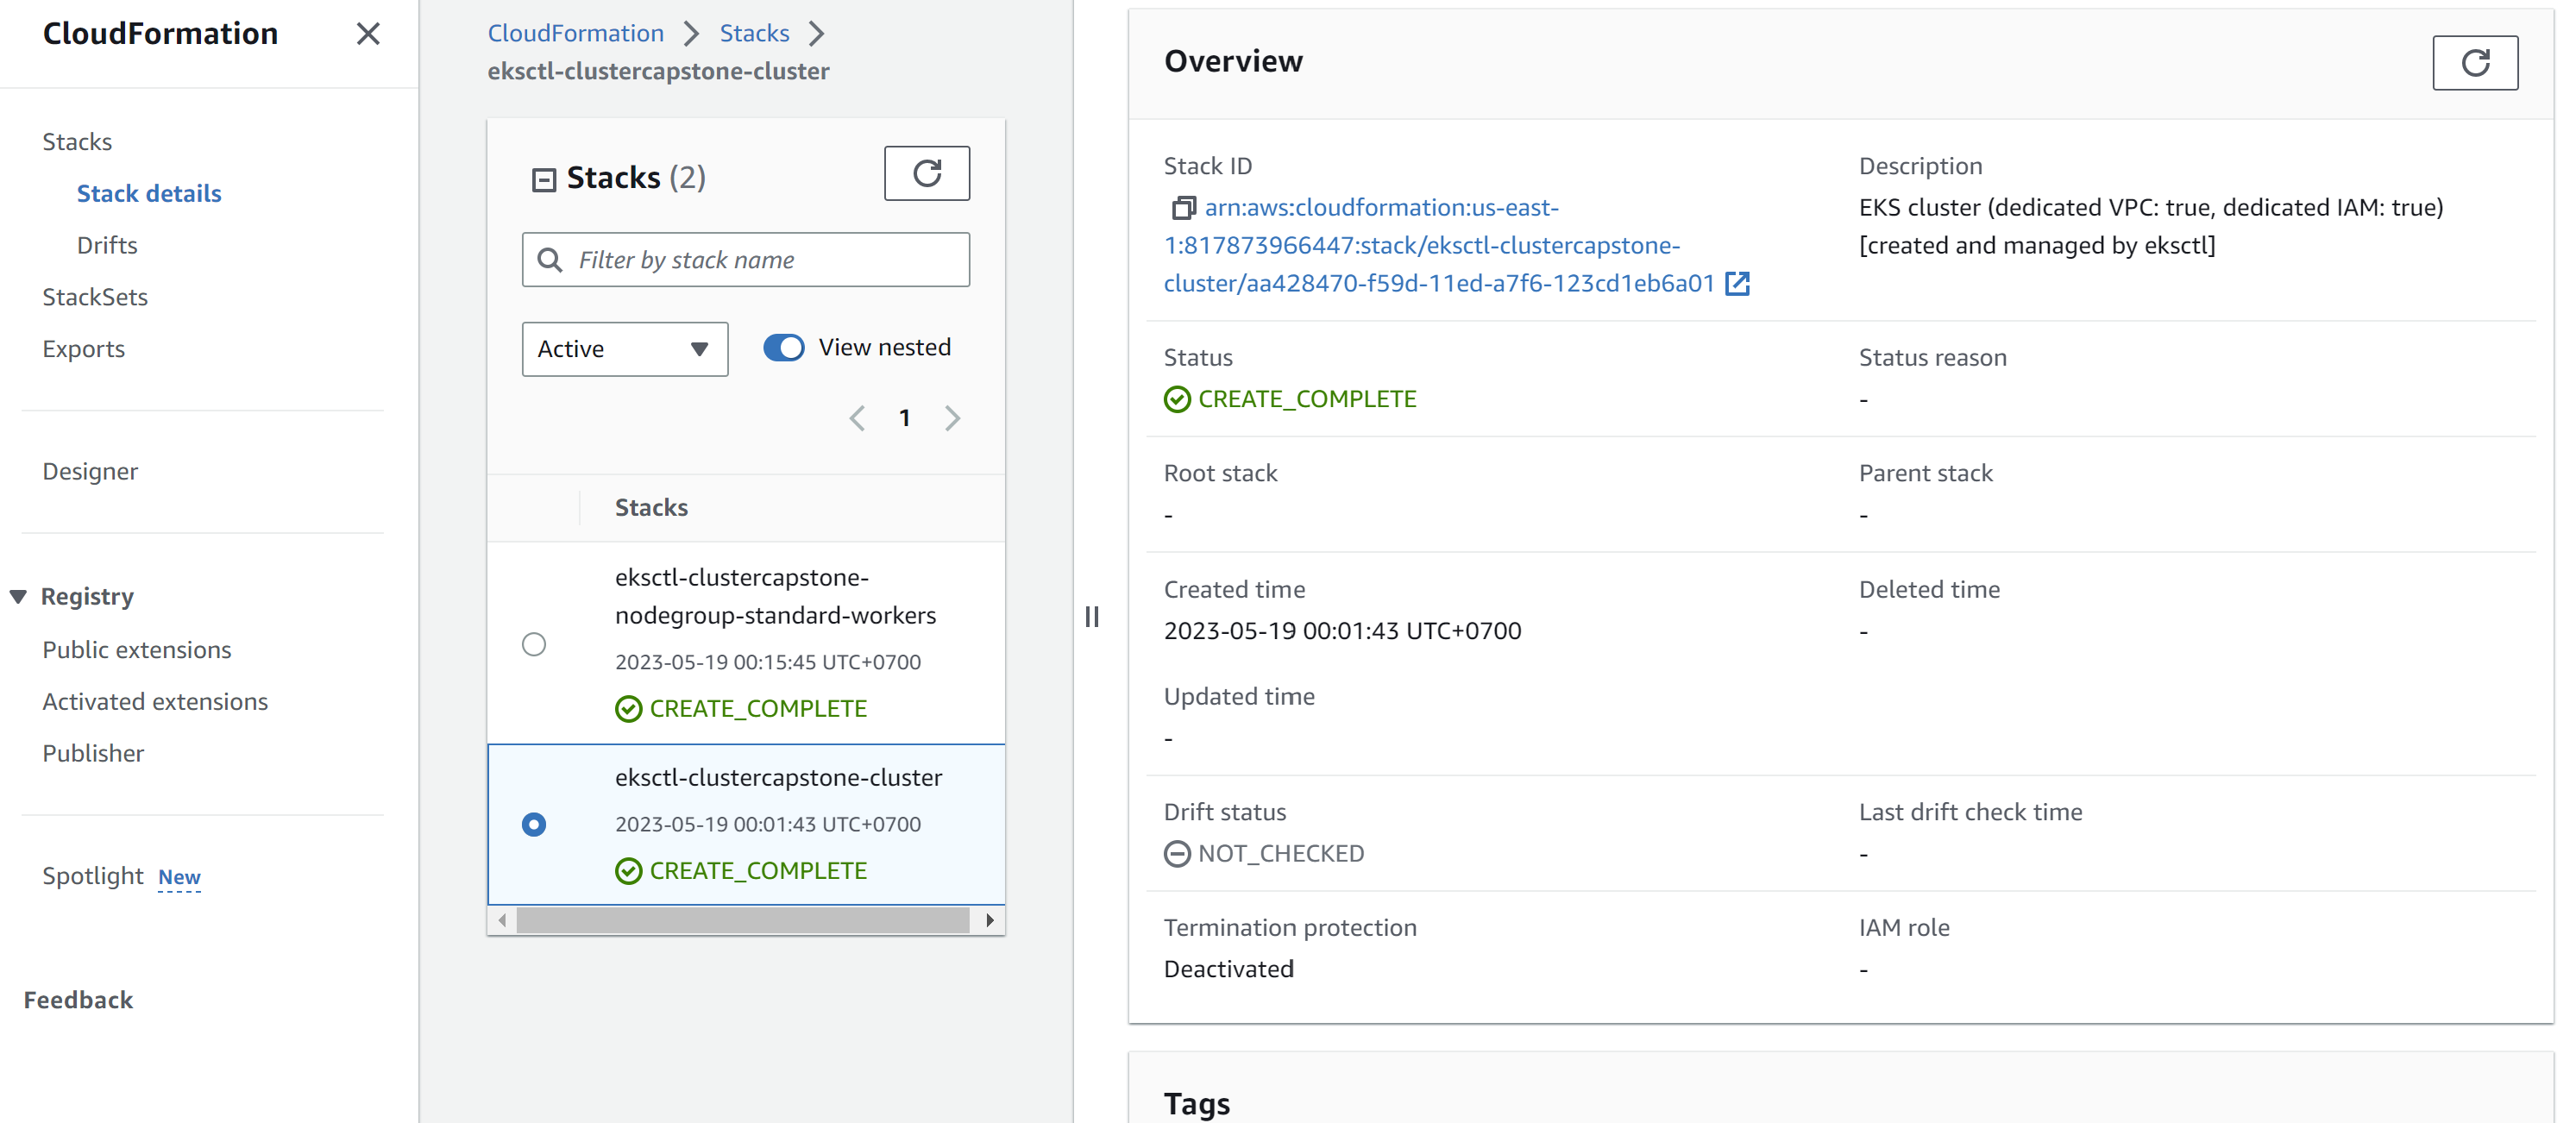 CloudFormation
Stacks
Stack details
Drifts
StackSets
Exports
Designer
Registry
Public extensions
Activated extensions
Publisher
Spotlight New
Feedback
CloudFormation > Stacks >
eksctl-clustercapstone-cluster
Stacks (2)
Filter by stack name
Active
View nested
1
Stacks
eksctl-clustercapstone-
nodegroup-standard-workers
2023-05-19 00:15:45 UTC+0700
CREATE_COMPLETE
eksctl-clustercapstone-cluster
2023-05-19 00:01:43 UTC+0700
CREATE_COMPLETE
Overview
Stack ID
arn:aws:cloudformation:us-east-
1:817873966447:stack/eksctl-clustercapstone-
cluster/aa428470-f59d-11ed-a7f6-123cd1eb6a01
Description
EKS cluster (dedicated VPC: true, dedicated IAM: true)
[created and managed by eksctl]
Status
CREATE_COMPLETE
Status reason
-
Root stack
-
Parent stack
-
Created time
2023-05-19 00:01:43 UTC+0700
Deleted time
-
Updated time
-
Drift status
NOT_CHECKED
Last drift check time
-
Termination protection
Deactivated
IAM role
-
Tags